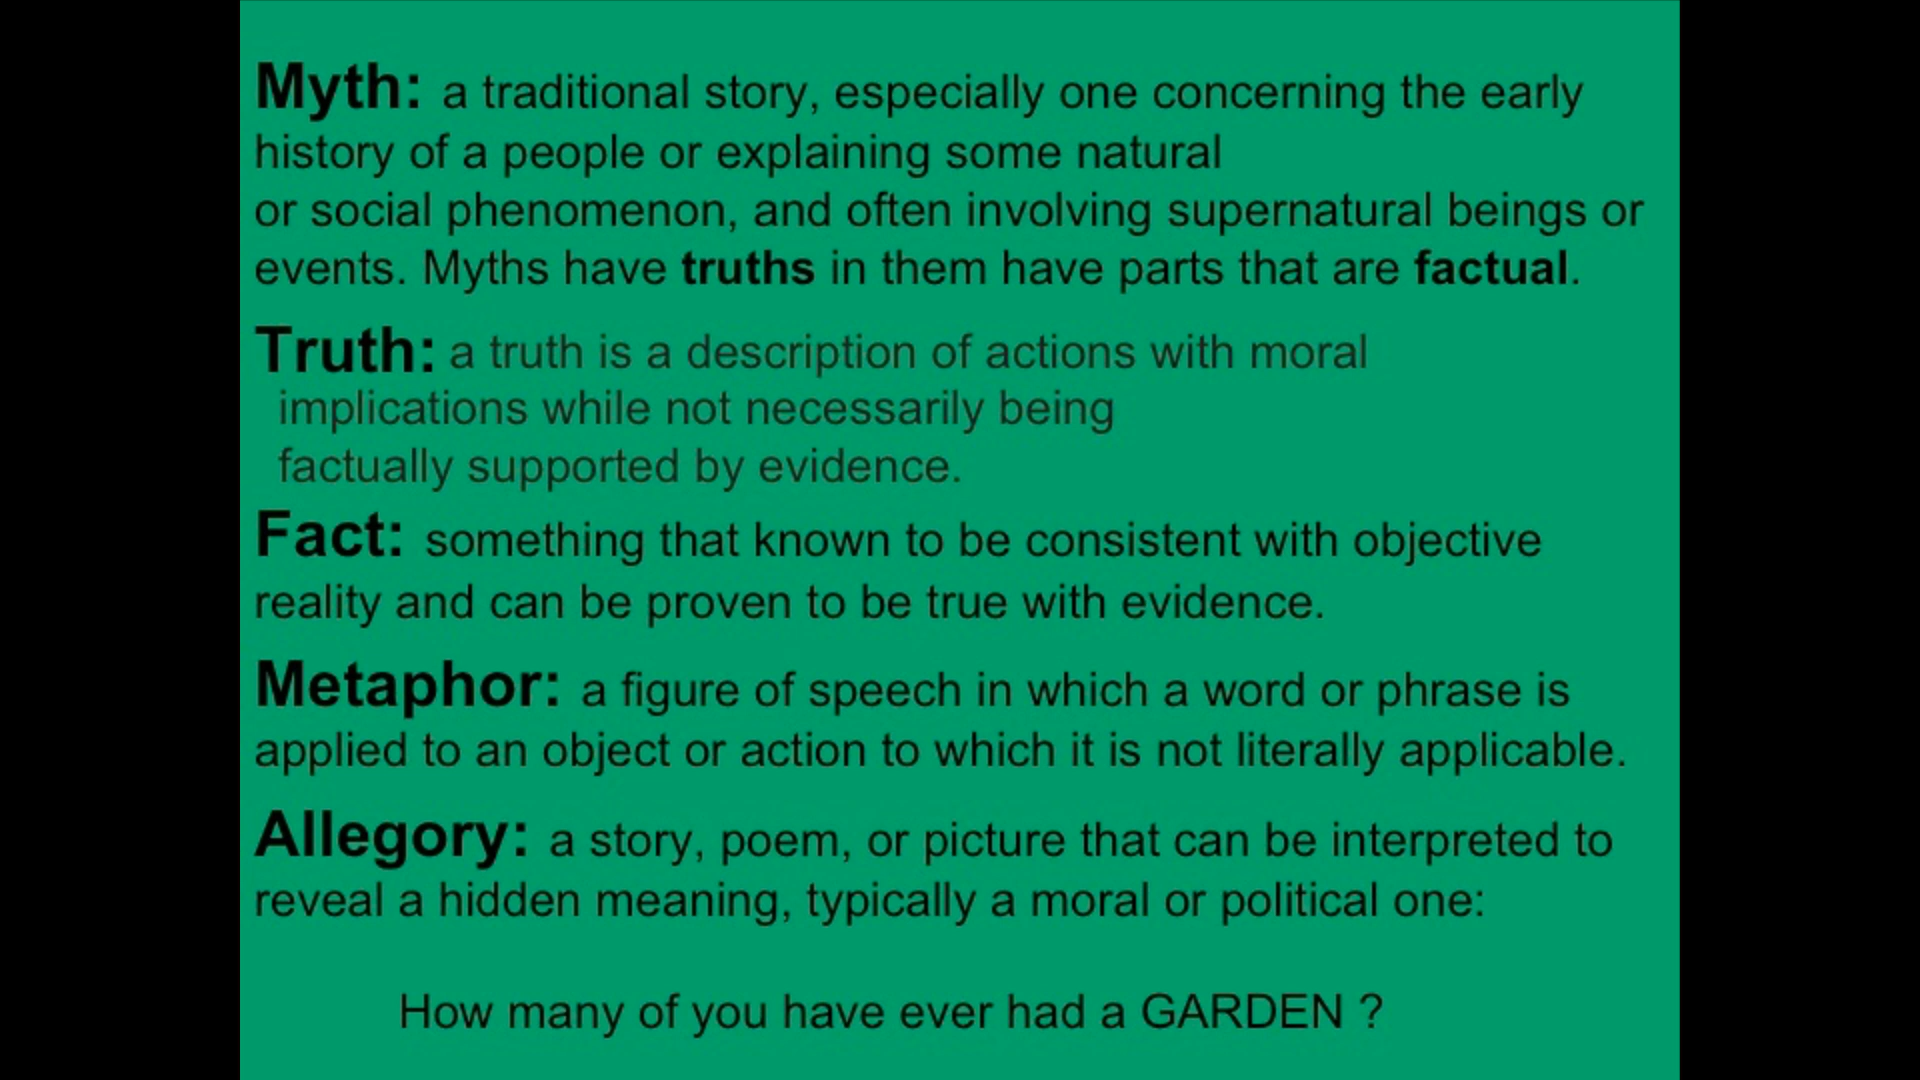 Myth: a traditional story, especially one concerning the early
history of a people or explaining some natural
or social phenomenon, and often involving supernatural beings or
events. Myths have truths in them have parts that are factual.
Truth: a truth is a description of actions with moral
implications while not necessarily being
factually supported by evidence.
Fact: something that known to be consistent with objective
reality and can be proven to be true with evidence.
Metaphor: a figure of speech in which a word or phrase is
applied to an object or action to which it is not literally applicable.
Allegory: a story, poem, or picture that can be interpreted to
reveal a hidden meaning, typically a moral or political one:
How many of you have ever had a GARDEN ?